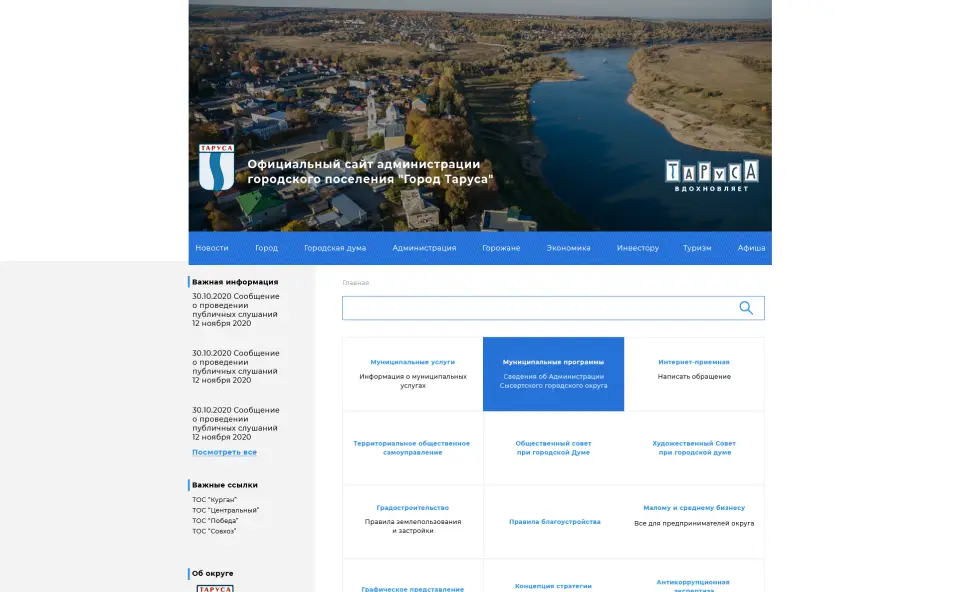 ТАРУСА
Официальный сайт администрации
городского поселения "Город Таруса"
ТАРУСА
ВДОХНОВЛЯЕТ
Новости
Город
Городская дума
Администрация
Горожане
Экономика
Инвестору
Туризм
Афиша
Важная информация
30.10.2020 Сообщение
о проведении
публичных слушаний
12 ноября 2020
30.10.2020 Сообщение
о проведении
публичных слушаний
12 ноября 2020
30.10.2020 Сообщение
о проведении
публичных слушаний
12 ноября 2020
Посмотреть все
Важные ссылки
ТОС "Курган"
ТОС "Центральный"
ТОС "Победа"
ТОС "Совхоз"
Об округе
ТАРУСА
Главная
Муниципальные услуги
Информация о муниципальных
услугах
Муниципальные программы
Сведения об Администрации
Сысертского городского округа
Интернет-приемная
Написать обращение
Территориальное общественное
самоуправление
Общественный совет
при городской Думе
Художественный Совет
при городской думе
Градостроительство
Правила землепользования
и застройки
Правила благоустройства
Малому и среднему бизнесу
Все для предпринимателей округа
Графическое представление
Концепция стратегии
Антикоррупционная
экспертиза